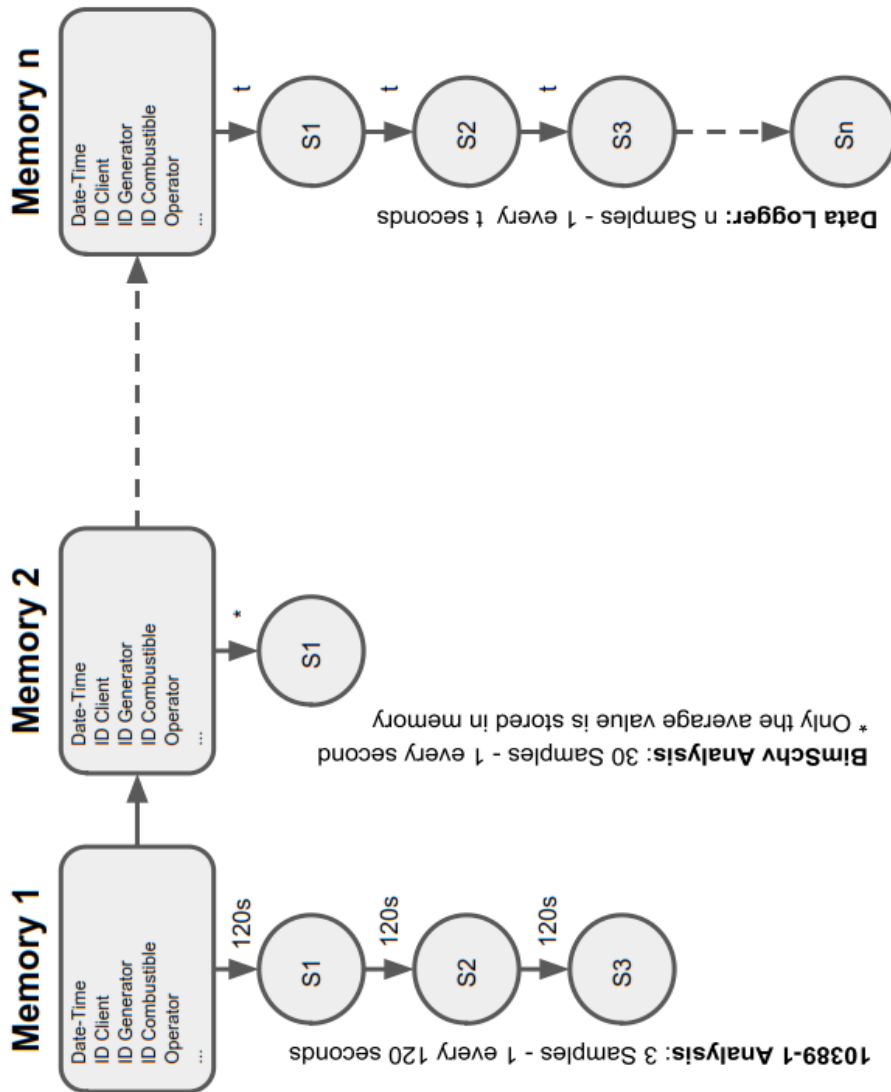 Memory 1
Date-Time
ID Client
ID Generator
ID Combustible
Operator
...
120s
S1
120s
S2
120s
S3
10389-1 Analysis: 3 Samples - 1 every 120 seconds
Memory 2
Date-Time
ID Client
ID Generator
ID Combustible
Operator
...
*
S1
BimSchv Analysis: 30 Samples - 1 every second
* Only the average value is stored in memory
Memory n
Date-Time
ID Client
ID Generator
ID Combustible
Operator
...
t
S1
t
S2
t
S3
Sn
Data Logger: n Samples - 1 every t seconds